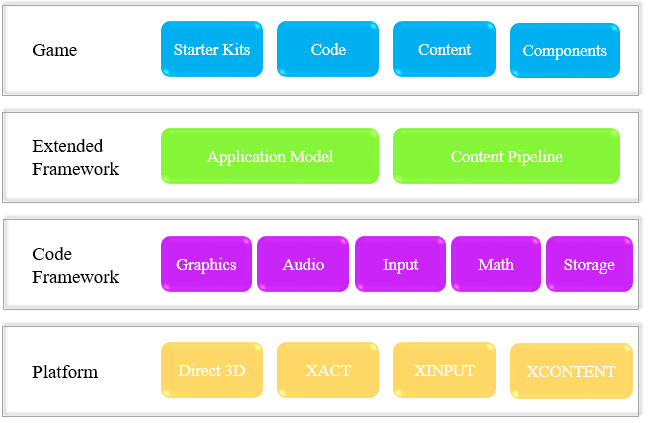 Game
Starter Kits
Code
Content
Components
Extended
Framework
Application Model
Content Pipeline
Code
Framework
Graphics
Audio
Input
Math
Storage
Platform
Direct 3D
XACT
XINPUT
XCONTENT